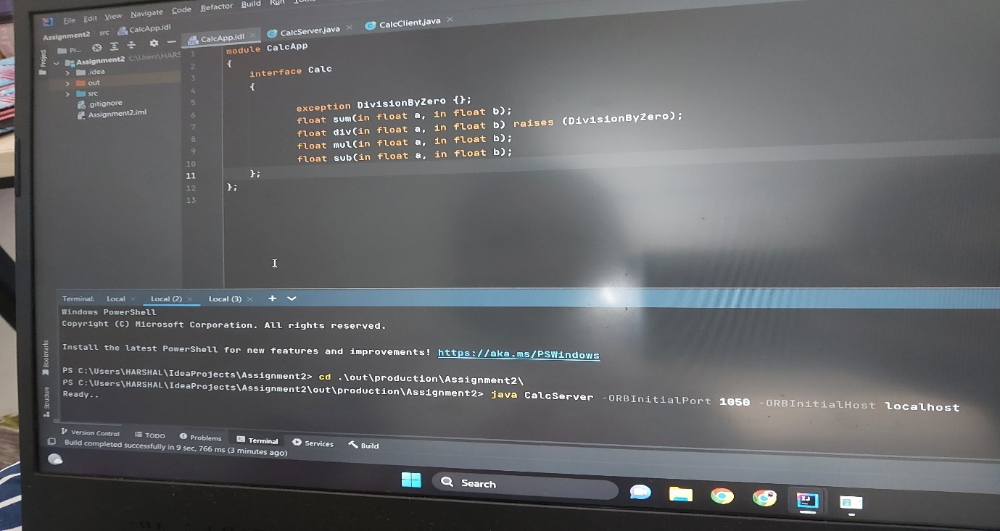 File Edit View Navigate Code Refactor Build Run
Assignment2 src CalcApp.idl
CalcApp.idl CalcServer.java CalcClient.java
Project
Pr...
Assignment2 C:\Users\HARS
.idea
out
src
.gitignore
Assignment2.iml
1 module CalcApp
2 {
3 interface Calc
4 {
5 exception DivisionByZero {};
6 float sum(in float a, in float b);
7 float div(in float a, in float b) raises (DivisionByZero);
8 float mul(in float a, in float b);
9 float sub(in float a, in float b);
10
11 };
12 };
13
Terminal: Local Local (2) Local (3)
Windows PowerShell
Copyright (C) Microsoft Corporation. All rights reserved.
Install the latest PowerShell for new features and improvements! https://aka.ms/PSWindows
PS C:\Users\HARSHAL\IdeaProjects\Assignment2> cd .\out\production\Assignment2\
PS C:\Users\HARSHAL\IdeaProjects\Assignment2\out\production\Assignment2> java CalcServer -ORBInitialPort 1050 -ORBInitialHost localhost
Ready..
Bookmarks
Structure
Version Control TODO Problems Terminal Services Build
Build completed successfully in 9 sec, 766 ms (3 minutes ago)
Search